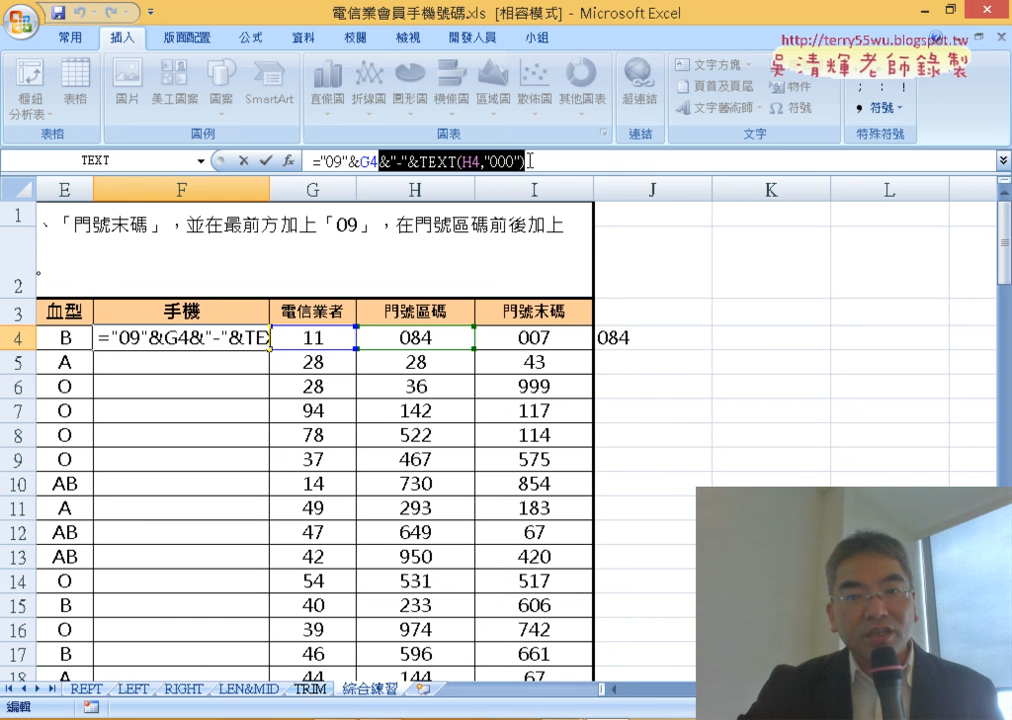 電信業會員手機號碼.xls [相容模式] - Microsoft Excel
常用 插入 版面配置 公式 資料 校閱 檢視 開發人員 小組
http://terry55wu.blogspot.tw
吳清輝老師錄製
樞紐分析表 表格 圖片 美工圖案 圖案 SmartArt 直條圖 折線圖 圓形圖 橫條圖 區域圖 散佈圖 其他圖表 超連結
文字方塊
頁首及頁尾 物件
文字藝術師 Ω 符號
; : !
, 符號
表格 圖例 圖表 連結 文字 特殊符號
TEXT fx ="09"&G4&"-"&TEXT(H4,"000")
E F G H I J K L
1 、「門號末碼」,並在最前方加上「09」,在門號區碼前後加上
2 。
3 血型 手機 電信業者 門號區碼 門號末碼
4 B ="09"&G4&"-"&TEX 11 084 007 084
5 A 28 28 43
6 O 28 36 999
7 O 94 142 117
8 O 78 522 114
9 O 37 467 575
10 AB 14 730 854
11 A 49 293 183
12 AB 47 649 67
13 AB 42 950 420
14 O 54 531 517
15 B 40 233 606
16 O 39 974 742
17 B 46 596 661
18 A 44 144 67
REPT LEFT RIGHT LEN&MID TRIM 綜合練習
編輯